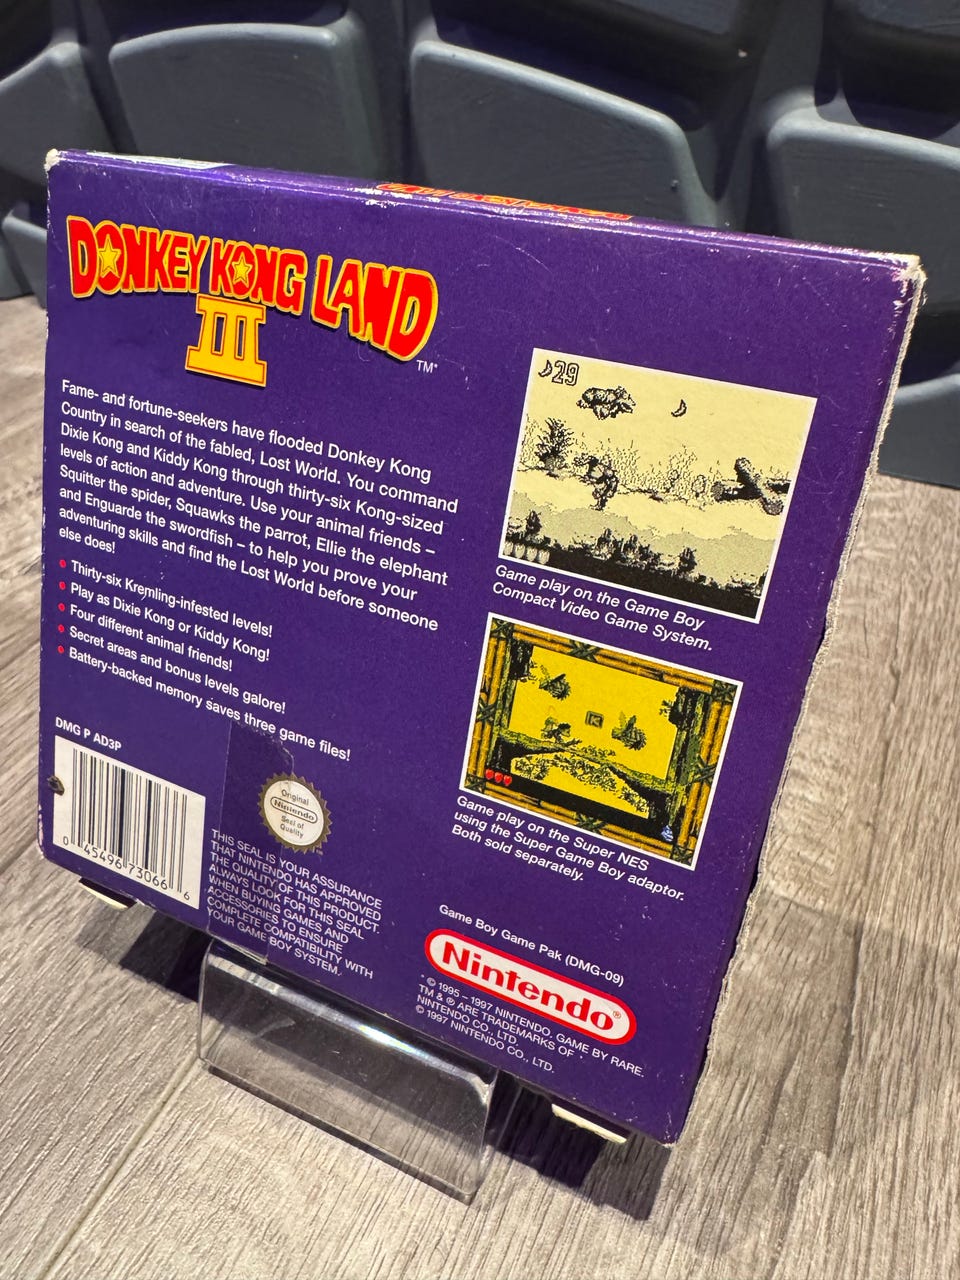 DONKEY KONG LAND
III
TM*
Fame- and fortune-seekers have flooded Donkey Kong
Country in search of the fabled, Lost World. You command
Dixie Kong and Kiddy Kong through thirty-six Kong-sized
levels of action and adventure. Use your animal friends –
Squitter the spider, Squawks the parrot, Ellie the elephant
and Enguarde the swordfish – to help you prove your
adventuring skills and find the Lost World before someone
else does!
Thirty-six Kremling-infested levels!
Play as Dixie Kong or Kiddy Kong!
Four different animal friends!
Secret areas and bonus levels galore!
Battery-backed memory saves three game files!
29
Game play on the Game Boy
Compact Video Game System.
K
Game play on the Super NES
using the Super Game Boy adaptor.
Both sold separately.
DMG P AD3P
0 45496 73066 6
Original
Nintendo
Seal of
Quality
THIS SEAL IS YOUR ASSURANCE
THAT NINTENDO HAS APPROVED
THE QUALITY OF THIS PRODUCT.
ALWAYS LOOK FOR THIS SEAL
WHEN BUYING GAMES AND
ACCESSORIES TO ENSURE
COMPLETE COMPATIBILITY WITH
YOUR GAME BOY SYSTEM.
Game Boy Game Pak (DMG-09)
Nintendo®
* © 1995 – 1997 NINTENDO. GAME BY RARE.
TM & ® ARE TRADEMARKS OF
NINTENDO CO., LTD.
© 1997 NINTENDO CO., LTD.